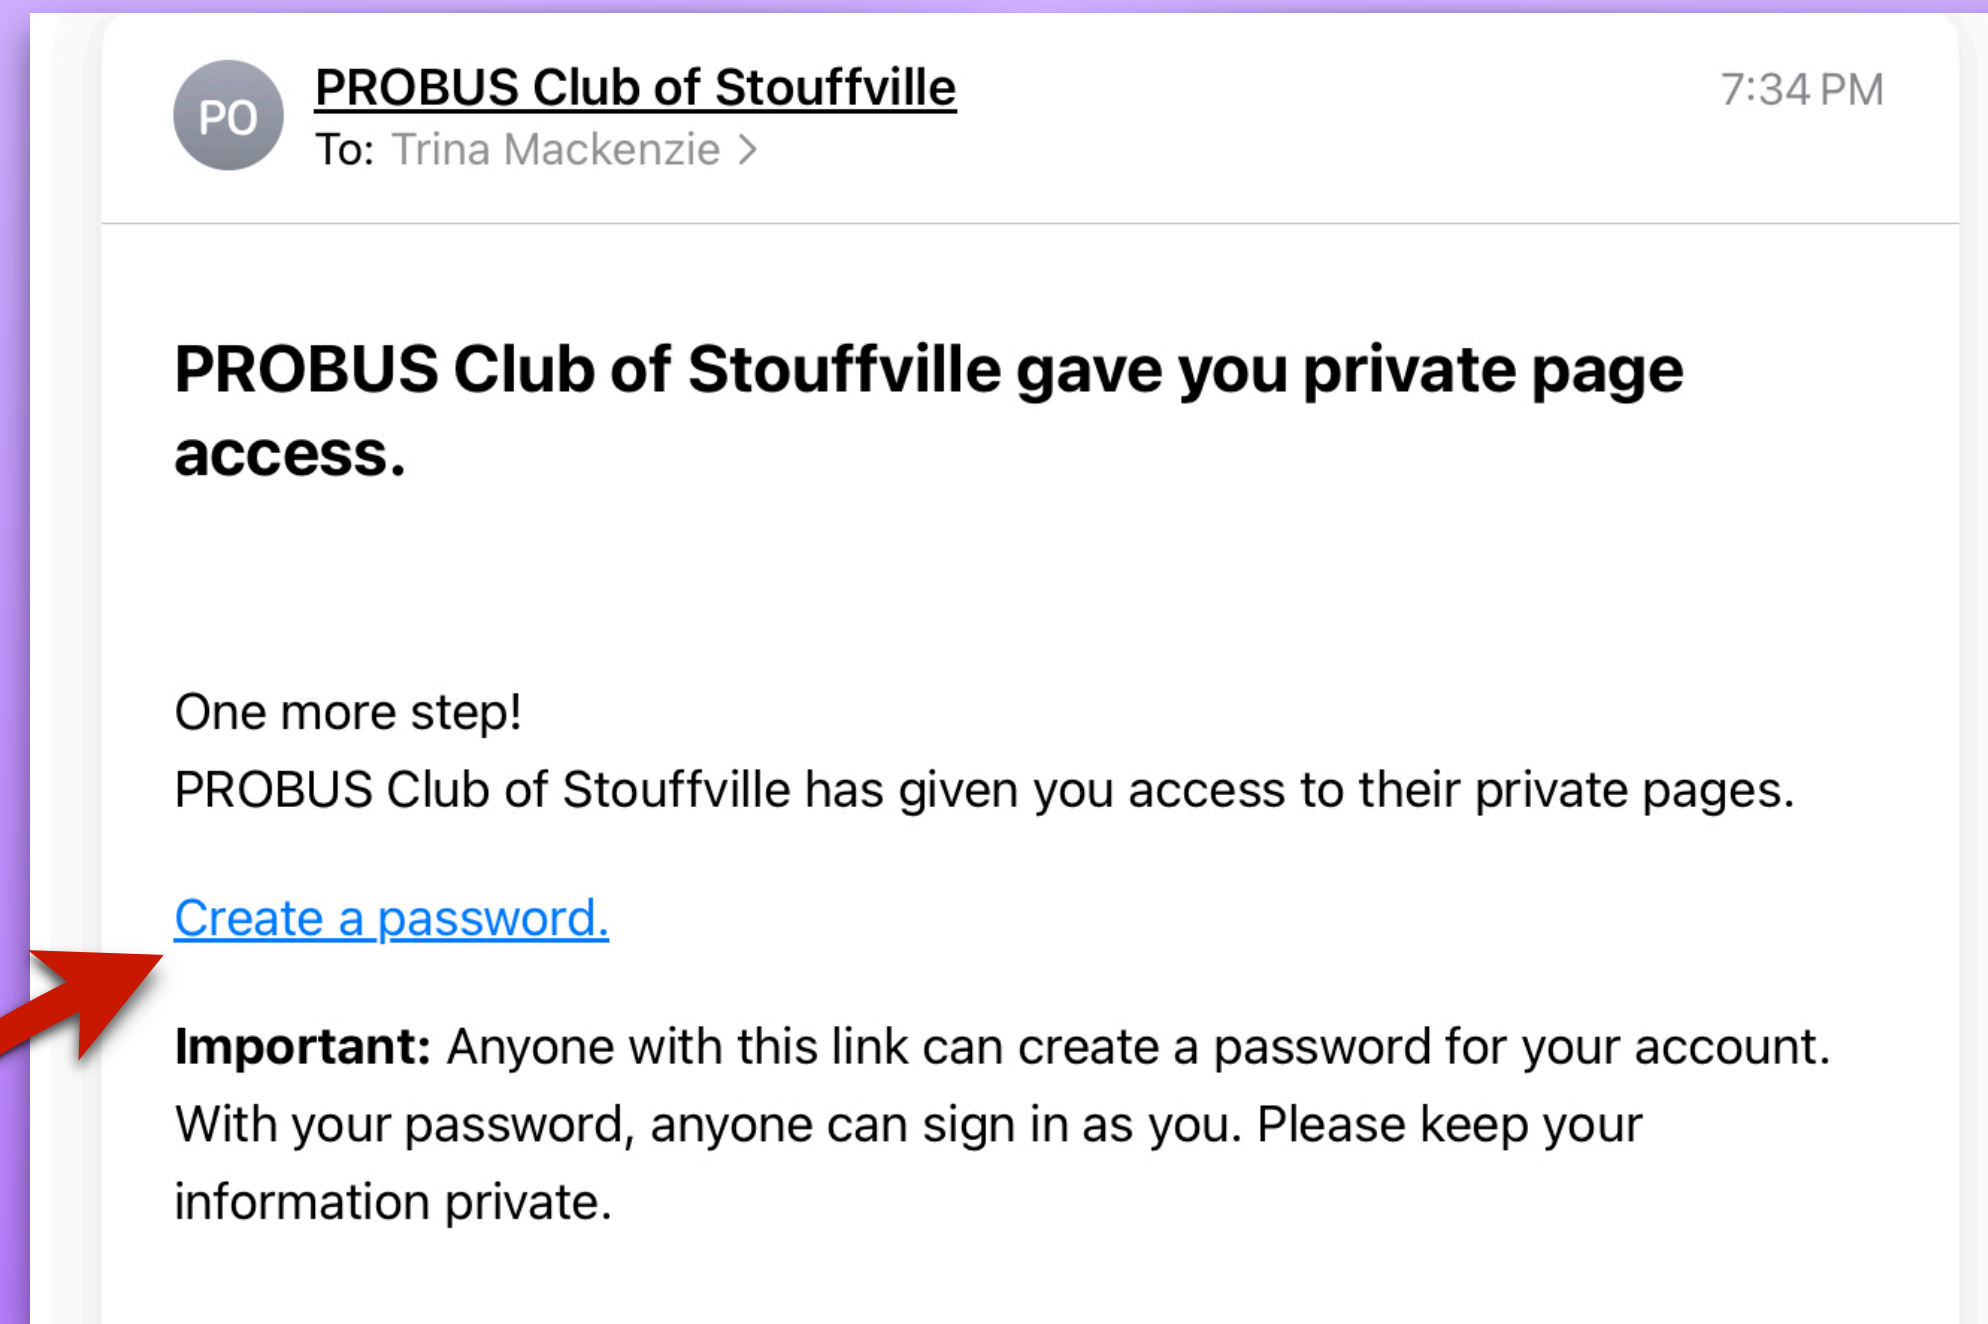 PO
PROBUS Club of Stouffville
7:34 PM
To: Trina Mackenzie >
PROBUS Club of Stouffville gave you private page
access.
One more step!
PROBUS Club of Stouffville has given you access to their private pages.
Create a password.
Important: Anyone with this link can create a password for your account.
With your password, anyone can sign in as you. Please keep your
information private.